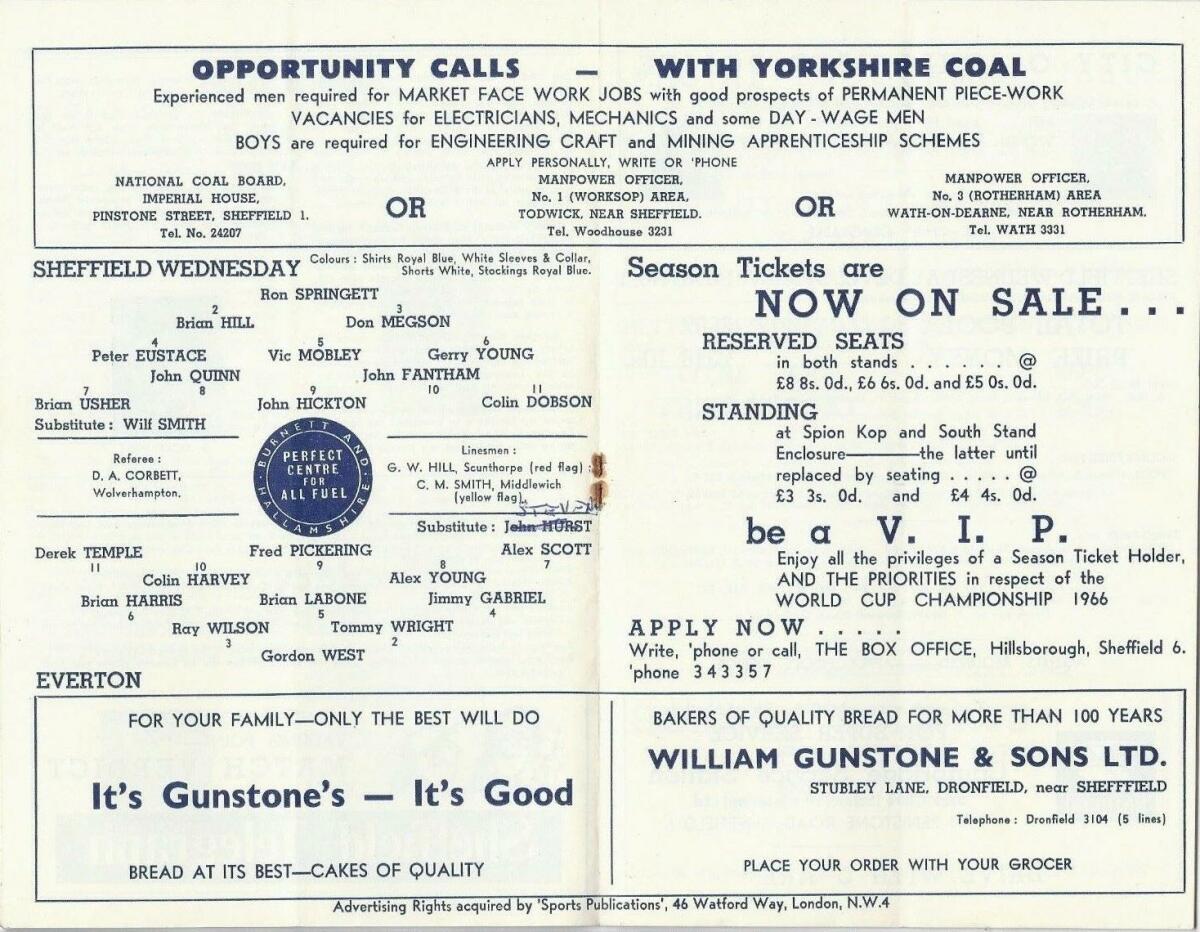 OPPORTUNITY CALLS — WITH YORKSHIRE COAL
Experienced men required for MARKET FACE WORK JOBS with good prospects of PERMANENT PIECE-WORK
VACANCIES for ELECTRICIANS, MECHANICS and some DAY - WAGE MEN
BOYS are required for ENGINEERING CRAFT and MINING APPRENTICESHIP SCHEMES
APPLY PERSONALLY, WRITE OR 'PHONE
NATIONAL COAL BOARD,
IMPERIAL HOUSE,
PINSTONE STREET, SHEFFIELD 1.
Tel. No. 24207
OR
MANPOWER OFFICER,
No. 1 (WORKSOP) AREA,
TODWICK, NEAR SHEFFIELD.
Tel. Woodhouse 3231
OR
MANPOWER OFFICER,
No. 3 (ROTHERHAM) AREA
WATH-ON-DEARNE, NEAR ROTHERHAM.
Tel. WATH 3331
SHEFFIELD WEDNESDAY
Colours : Shirts Royal Blue, White Sleeves & Collar,
Shorts White, Stockings Royal Blue.
Ron SPRINGETT
2 3
Brian HILL Don MEGSON
4 5 6
Peter EUSTACE Vic MOBLEY Gerry YOUNG
John QUINN John FANTHAM
7 8 9 10 11
Brian USHER John HICKTON Colin DOBSON
Substitute : Wilf SMITH
Referee :
D. A. CORBETT,
Wolverhampton.
BURNETT AND HALLAMSHIRE
PERFECT
CENTRE
FOR
ALL FUEL
Linesmen :
G. W. HILL, Scunthorpe (red flag) :
C. M. SMITH, Middlewich
(yellow flag)
STEVEN
Substitute : John HURST
Derek TEMPLE Fred PICKERING Alex SCOTT
11 10 9 8 7
Colin HARVEY Alex YOUNG
Brian HARRIS Brian LABONE Jimmy GABRIEL
6 5 4
Ray WILSON Tommy WRIGHT
3 2
Gordon WEST
EVERTON
Season Tickets are
NOW ON SALE . . .
RESERVED SEATS
in both stands . . . . . . @
£8 8s. 0d., £6 6s. 0d. and £5 0s. 0d.
STANDING
at Spion Kop and South Stand
Enclosure———the latter until
replaced by seating . . . . . @
£3 3s. 0d. and £4 4s. 0d.
be a V. I. P.
Enjoy all the privileges of a Season Ticket Holder,
AND THE PRIORITIES in respect of the
WORLD CUP CHAMPIONSHIP 1966
APPLY NOW . . . . .
Write, 'phone or call, THE BOX OFFICE, Hillsborough, Sheffield 6.
'phone 343357
FOR YOUR FAMILY—ONLY THE BEST WILL DO
It's Gunstone's — It's Good
BREAD AT ITS BEST—CAKES OF QUALITY
BAKERS OF QUALITY BREAD FOR MORE THAN 100 YEARS
WILLIAM GUNSTONE & SONS LTD.
STUBLEY LANE, DRONFIELD, near SHEFFFIELD
Telephone : Dronfield 3104 (5 lines)
PLACE YOUR ORDER WITH YOUR GROCER
Advertising Rights acquired by 'Sports Publications', 46 Watford Way, London, N.W.4